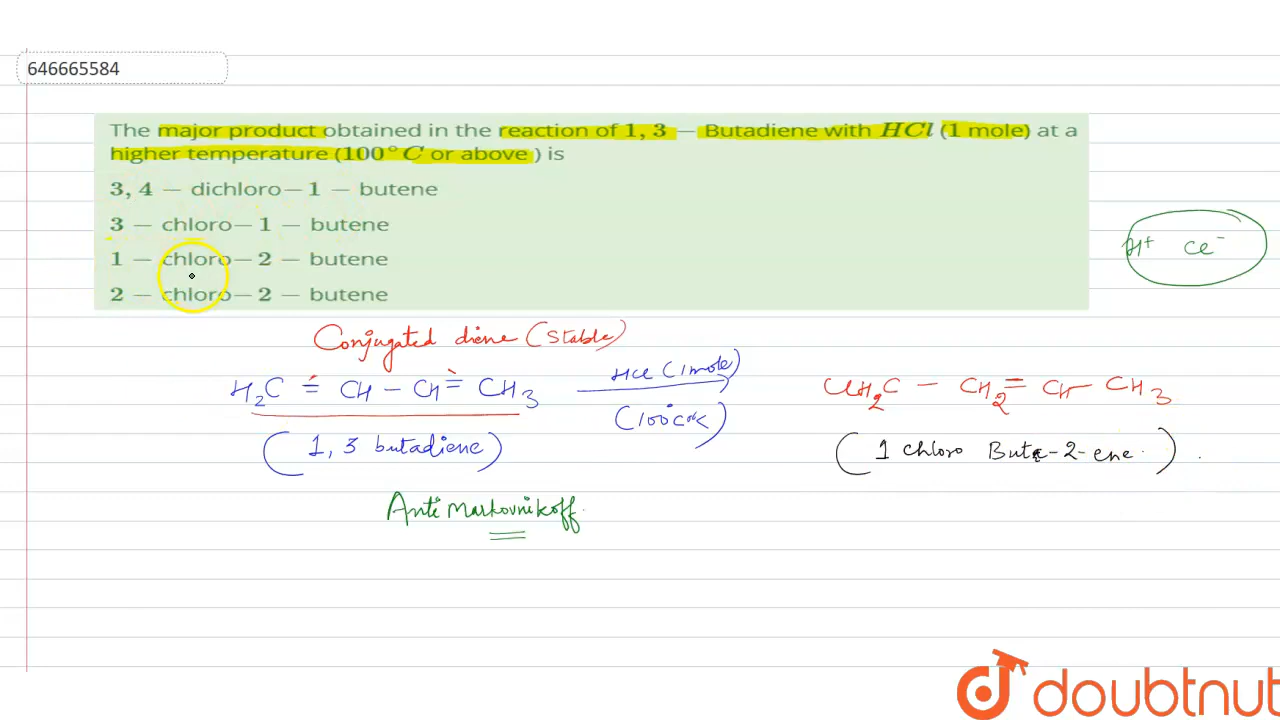 646665584
The major product obtained in the reaction of 1, 3 – Butadiene with HCl (1 mole) at a
higher temperature (100°C or above ) is
3, 4 – dichloro– 1 – butene
3 – chloro– 1 – butene
1 – chloro– 2 – butene
2 – chloro– 2 – butene
H⁺ Cl⁻
Conjugated diene (stable)
H₂C = CH – CH = CH₃
HCl (1 mole)
(100°C
ClH₂C – CH₂ = CH – CH₃
(1, 3 butadiene)
(1 chloro Bute-2-ene.) .
Anti Markovnikoff.
doubtnut